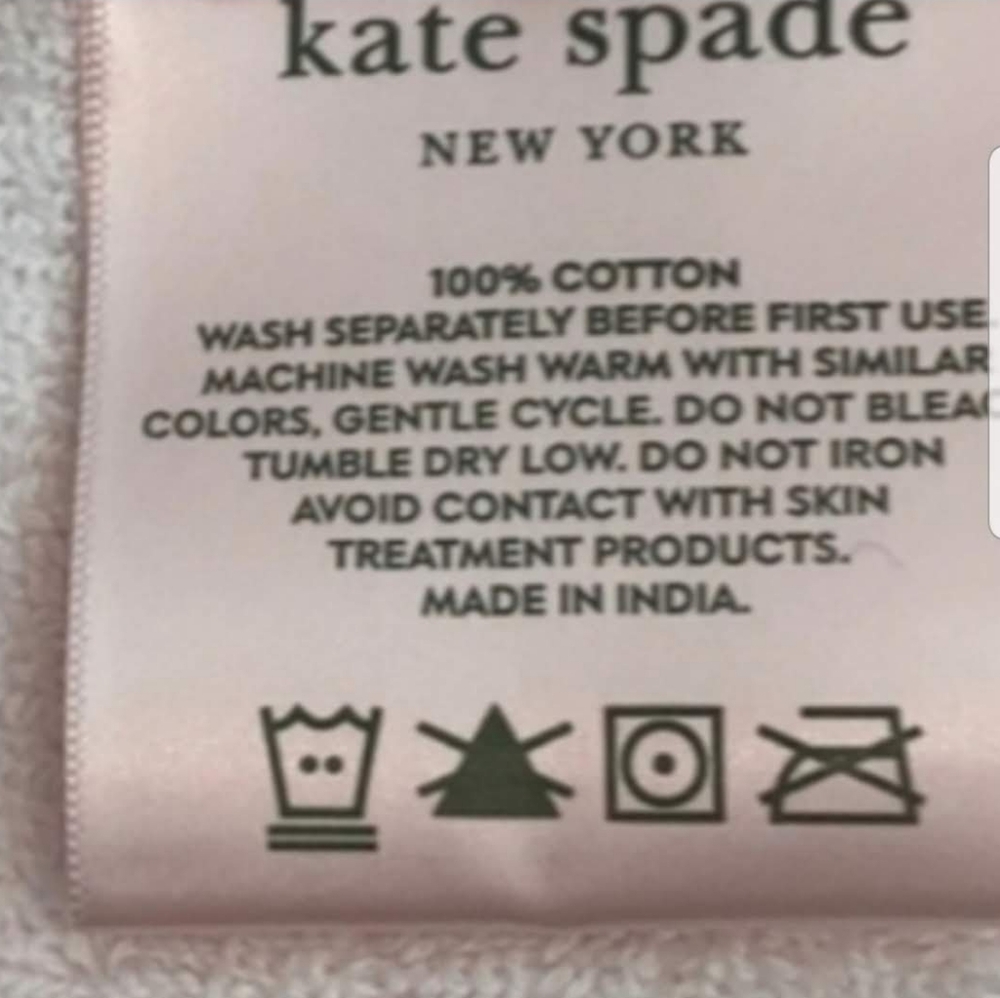 kate spade
NEW YORK
100% COTTON
WASH SEPARATELY BEFORE FIRST USE
MACHINE WASH WARM WITH SIMILAR
COLORS, GENTLE CYCLE. DO NOT BLEAC
TUMBLE DRY LOW. DO NOT IRON
AVOID CONTACT WITH SKIN
TREATMENT PRODUCTS.
MADE IN INDIA.